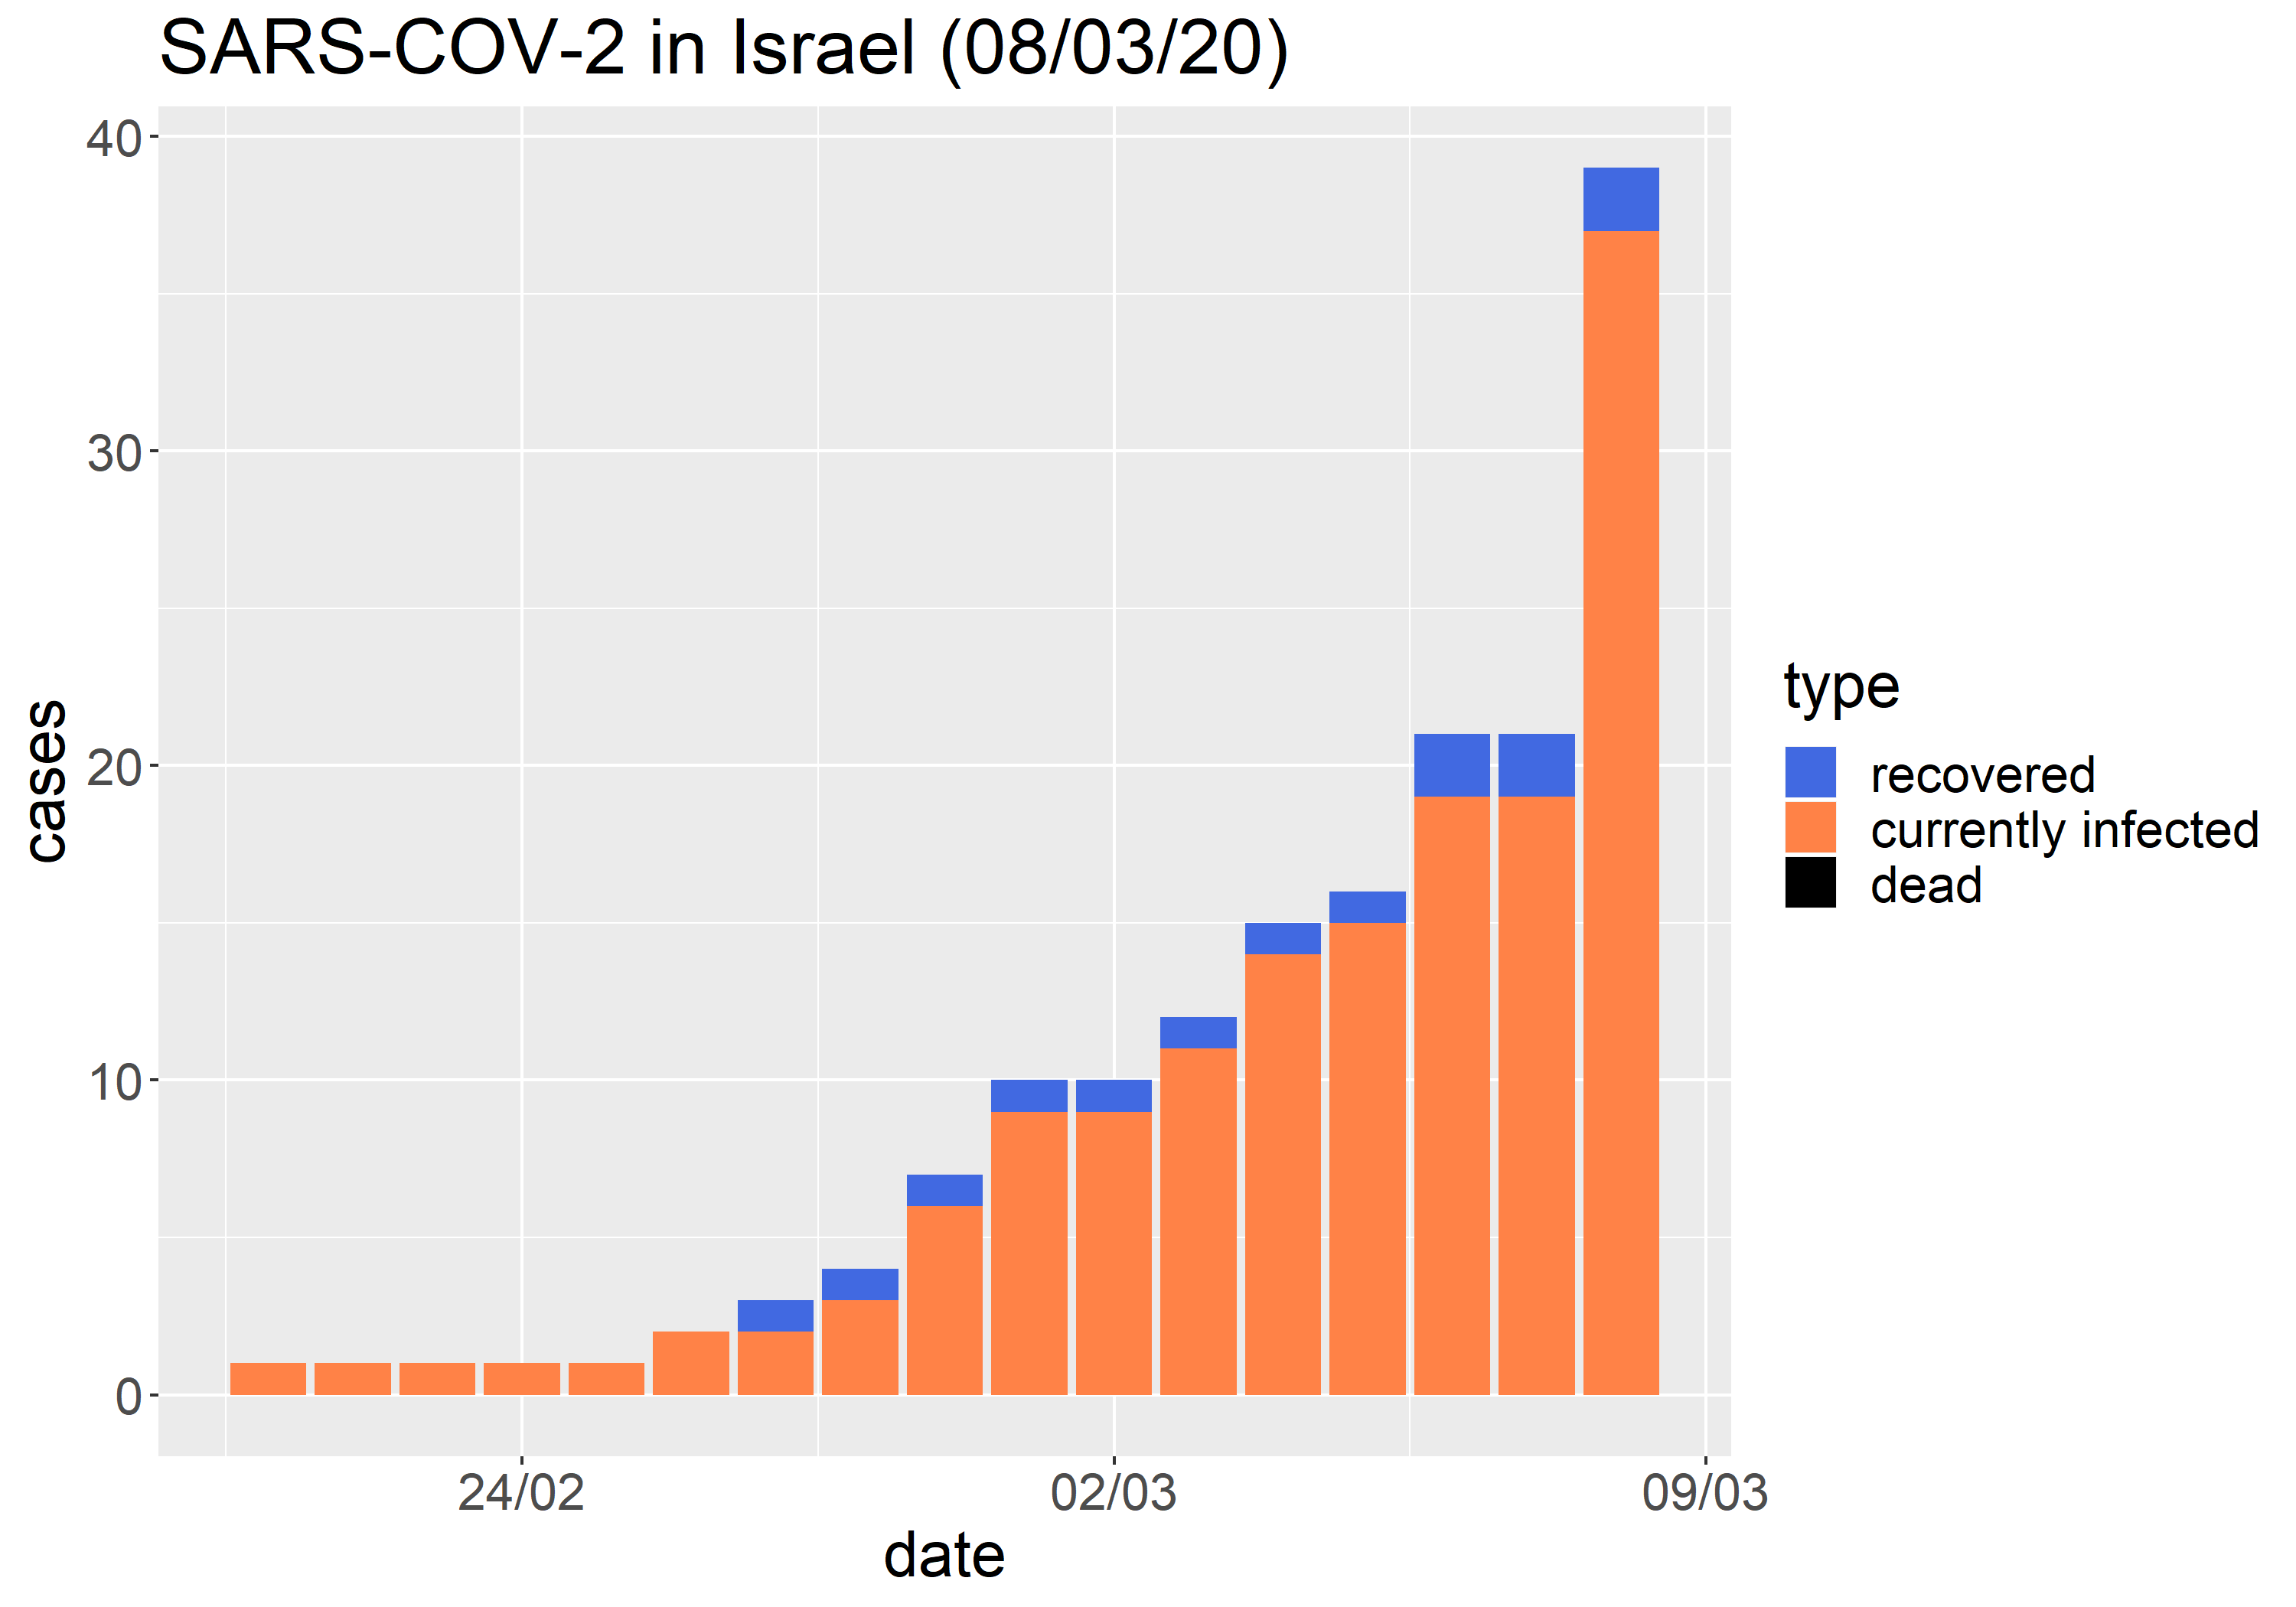 SARS-COV-2 in Israel (08/03/20)
40
30
20
10
0
cases
24/02
02/03
09/03
date
type
recovered
currently infected
dead